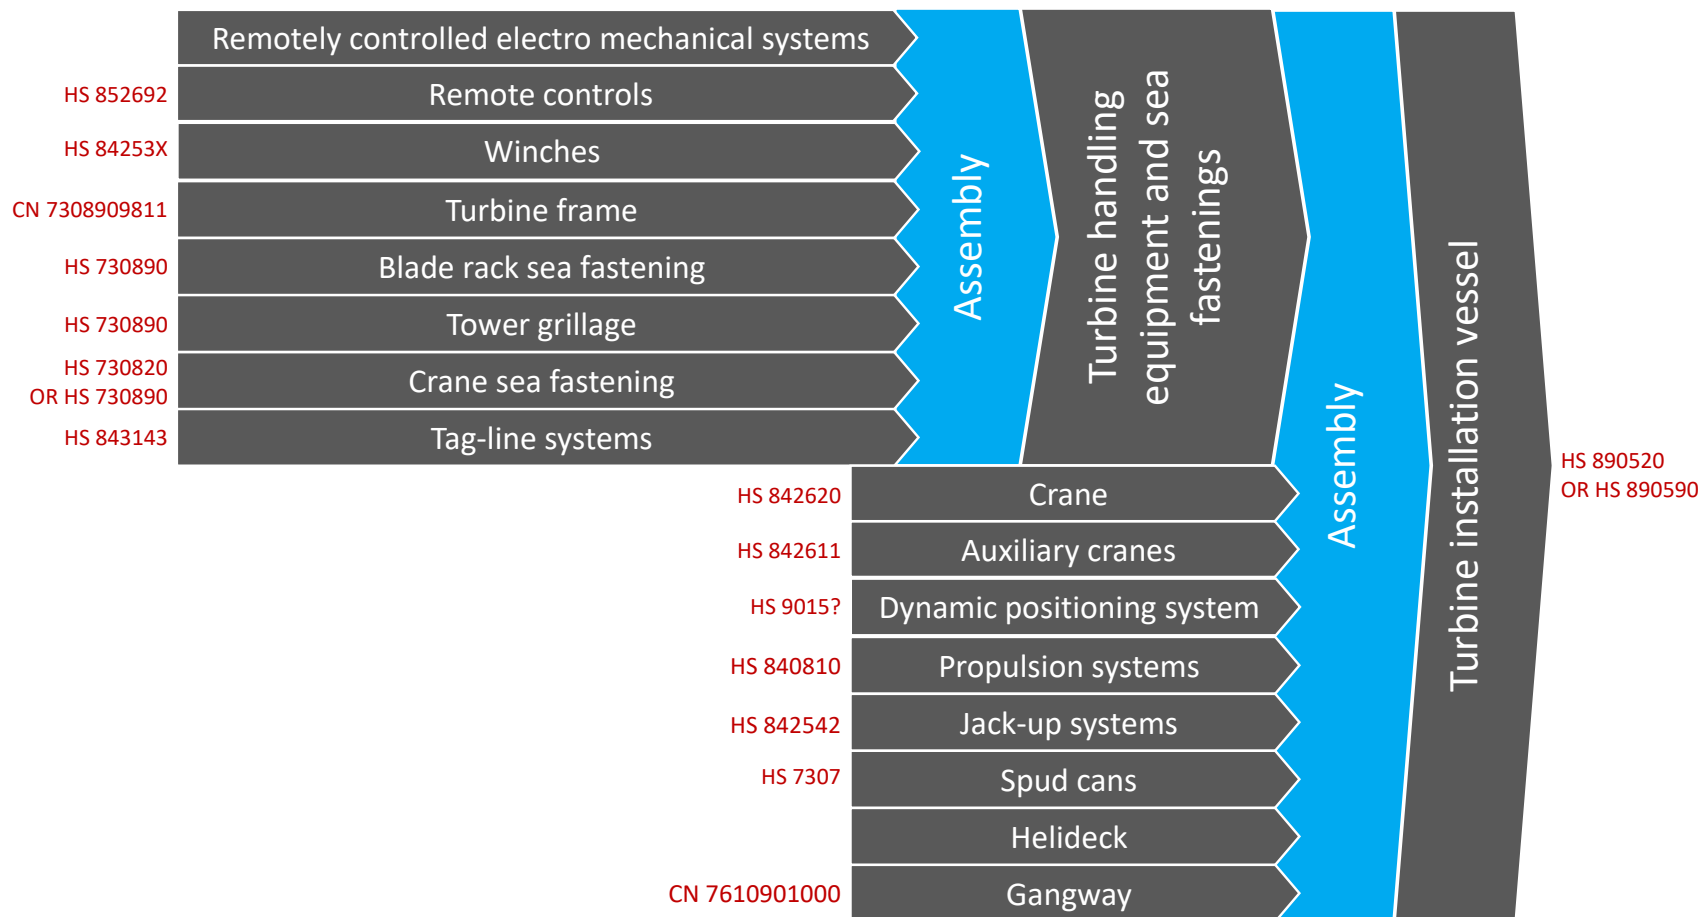 Remotely controlled electro mechanical systems
HS 852692
Remote controls
HS 84253X
Winches
CN 7308909811
Turbine frame
HS 730890
Blade rack sea fastening
HS 730890
Tower grillage
HS 730820
OR HS 730890
Crane sea fastening
HS 843143
Tag-line systems
Assembly
Turbine handling
equipment and sea
fastenings
HS 842620
Crane
HS 842611
Auxiliary cranes
HS 9015?
Dynamic positioning system
HS 840810
Propulsion systems
HS 842542
Jack-up systems
HS 7307
Spud cans
Helideck
CN 7610901000
Gangway
Assembly
Turbine installation vessel
HS 890520
OR HS 890590